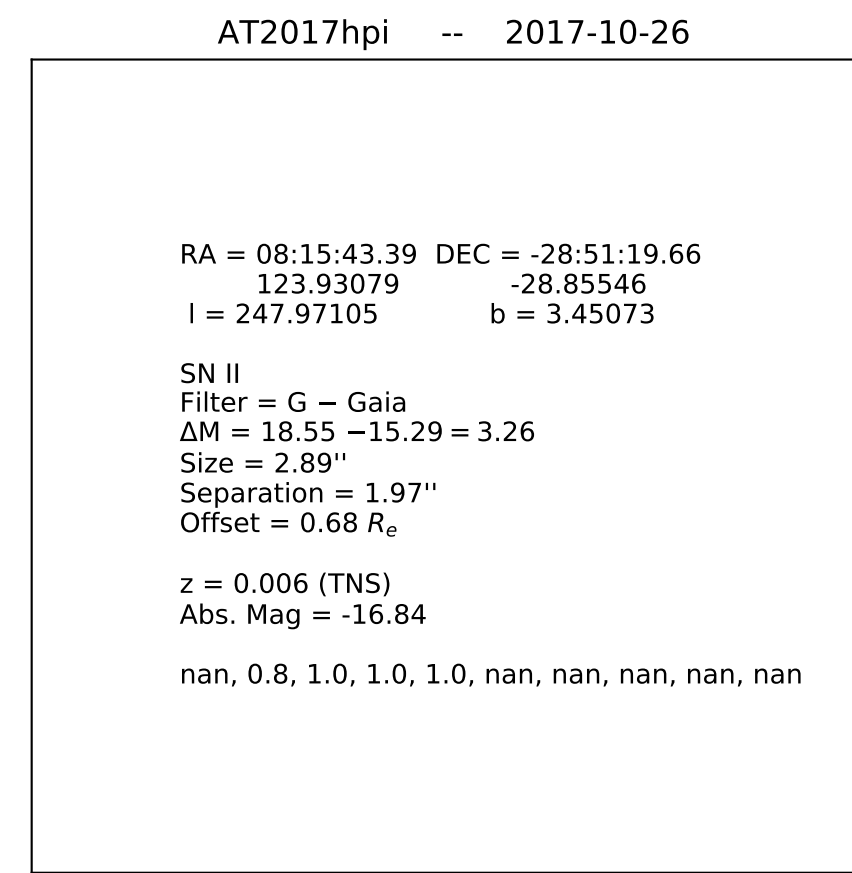 AT2017hpi -- 2017-10-26
RA = 08:15:43.39 DEC = -28:51:19.66
123.93079 -28.85546
l = 247.97105 b = 3.45073
SN II
Filter = G − Gaia
ΔM = 18.55 −15.29 = 3.26
Size = 2.89''
Separation = 1.97''
Offset = 0.68 Re
z = 0.006 (TNS)
Abs. Mag = -16.84
nan, 0.8, 1.0, 1.0, 1.0, nan, nan, nan, nan, nan